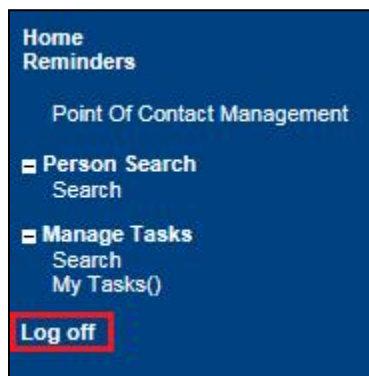 Home
Reminders
Point Of Contact Management
Person Search
Search
Manage Tasks
Search
My Tasks()
Log off